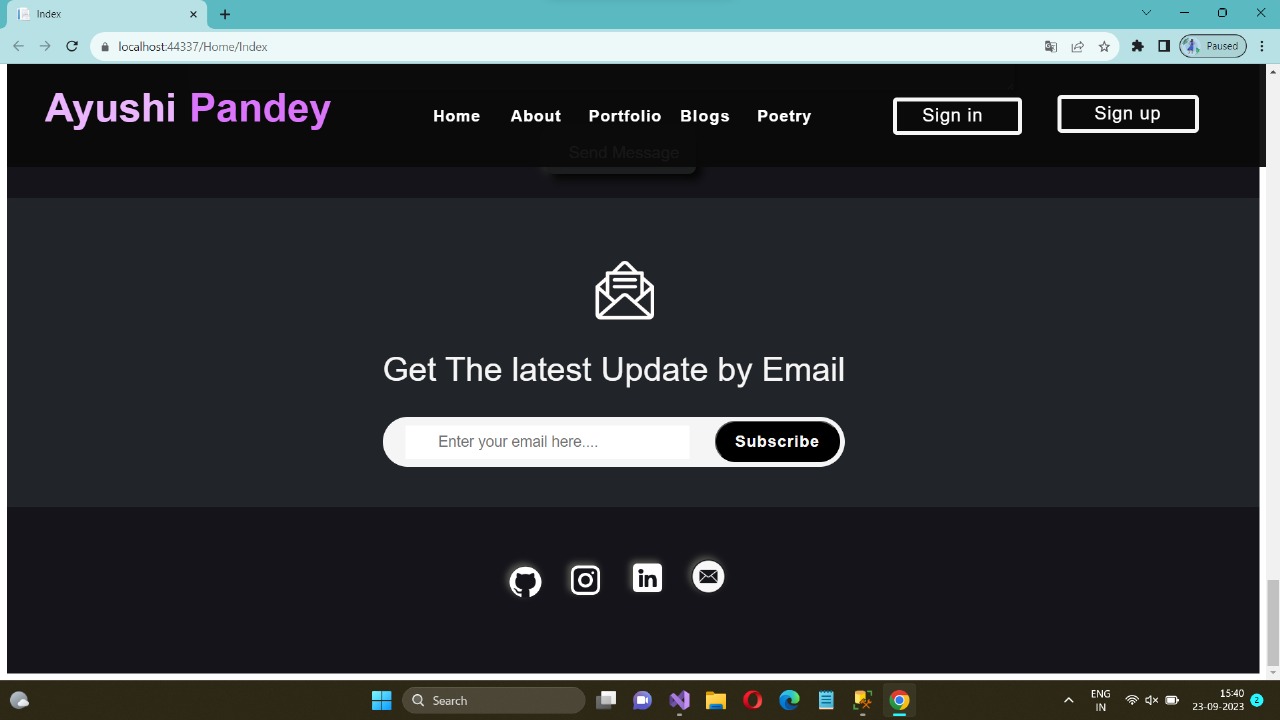 Index
localhost:44337/Home/Index
Paused
Ayushi Pandey
Home About Portfolio Blogs Poetry
Sign in
Sign up
Send Message
Get The latest Update by Email
Enter your email here....
Subscribe
in
Search
ENG
IN
15:40
23-09-2023
2